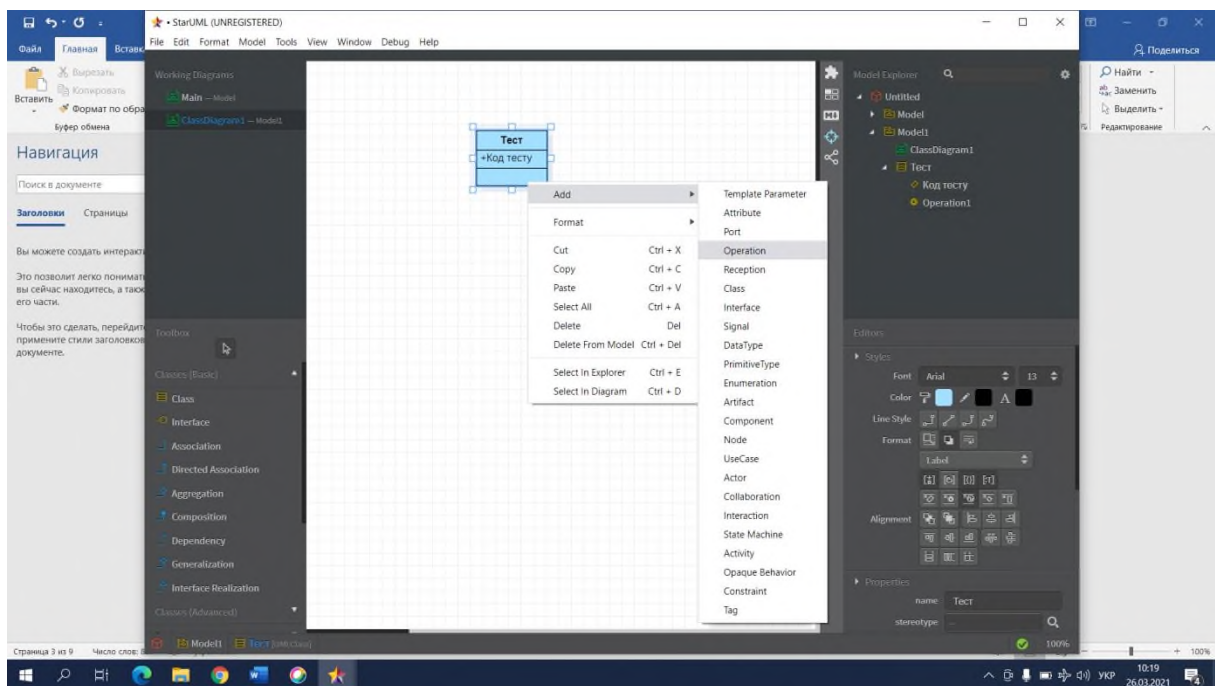 StarUML (UNREGISTERED)
Файл
Главная
Вставк
File Edit Format Model Tools View Window Debug Help
Поделиться
Вставить
Вырезать
Копировать
Формат по обра
Буфер обмена
Найти
Заменить
Выделить
Редактирование
Навигация
Поиск в документе
Заголовки
Страницы
Вы можете создать интеракти
Это позволит легко понимать
вы сейчас находитесь, а такж
его части.
Чтобы это сделать, перейдит
примените стили заголовков
документе.
Working Diagrams
Main — Model
ClassDiagram1 — Model1
Toolbox
Classes (Basic)
Class
Interface
Association
Directed Association
Aggregation
Composition
Dependency
Generalization
Interface Realization
Classes (Advanced)
Тест
+Код тесту
Add
Format
Cut Ctrl + X
Copy Ctrl + C
Paste Ctrl + V
Select All Ctrl + A
Delete Del
Delete From Model Ctrl + Del
Select In Explorer Ctrl + E
Select In Diagram Ctrl + D
Template Parameter
Attribute
Port
Operation
Reception
Class
Interface
Signal
DataType
PrimitiveType
Enumeration
Artifact
Component
Node
UseCase
Actor
Collaboration
Interaction
State Machine
Activity
Opaque Behavior
Constraint
Tag
Model Explorer
Untitled
Model
Model1
ClassDiagram1
Тест
Код тесту
Operation1
Editors
Styles
Font Arial 13
Color
A
Line Style
Format
Label
Alignment
Properties
name Тест
stereotype
Model1 Тест [UMLClass]
100%
Страница 3 из 9
100%
УКР
10:19
26.03.2021